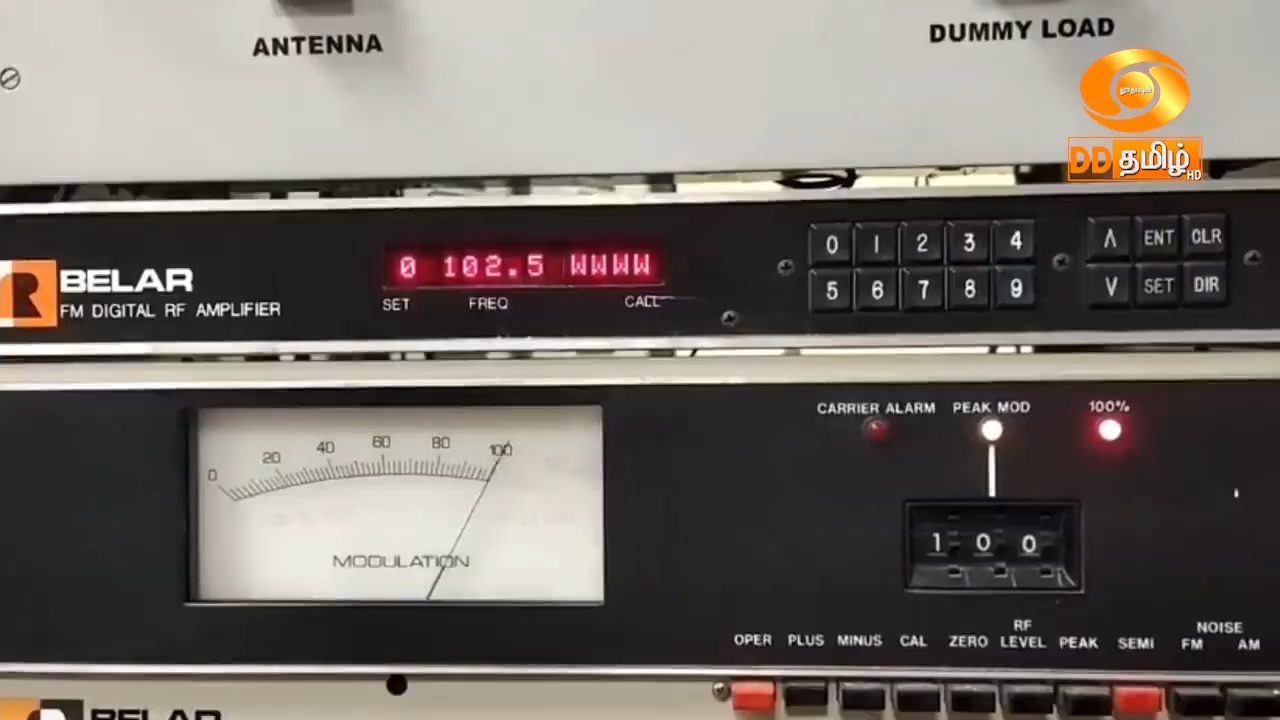 ANTENNA
DUMMY LOAD
தூர்தர்ஷன்
DD தமிழ் HD
BELAR
FM DIGITAL RF AMPLIFIER
0 102.5 WWWW
SET FREQ CALL
0 1 2 3 4
5 6 7 8 9
Λ ENT CLR
V SET DIR
0 20 40 60 80 100
MODULATION
CARRIER ALARM PEAK MOD 100%
100
OPER PLUS MINUS CAL ZERO RF LEVEL PEAK SEMI NOISE FM AM
BELAR